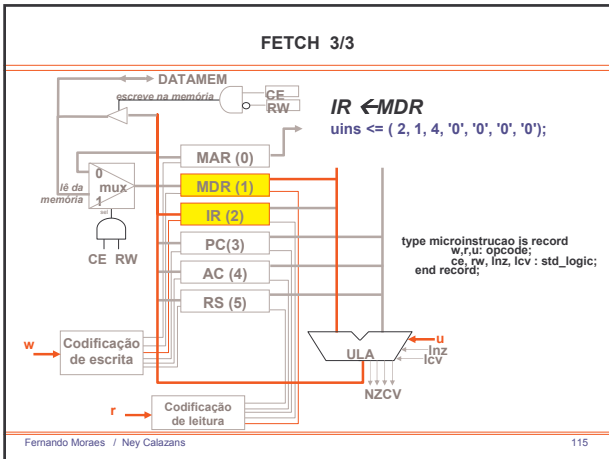 FETCH 3/3
DATAMEM
escreve na memória
CE
RW
IR ←MDR
uins <= ( 2, 1, 4, '0', '0', '0', '0');
MAR (0)
0
mux
1
sel
lê da
memória
MDR (1)
IR (2)
CE RW
PC(3)
AC (4)
RS (5)
type microinstrucao is record
w,r,u: opcode;
ce, rw, lnz, lcv : std_logic;
end record;
w
Codificação
de escrita
ULA
u
lnz
lcv
NZCV
r
Codificação
de leitura
Fernando Moraes / Ney Calazans
115